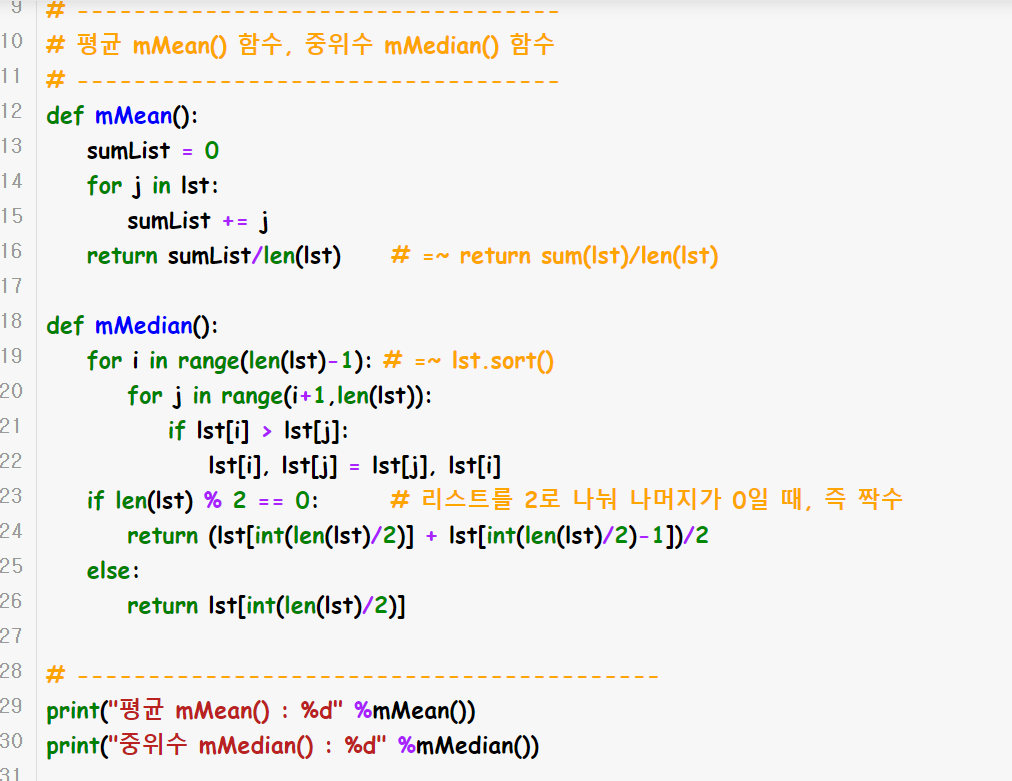 9 # ---------------------------------
10 # 평균 mMean() 함수, 중위수 mMedian() 함수
11 # ---------------------------------
12 def mMean():
13 sumList = 0
14 for j in lst:
15 sumList += j
16 return sumList/len(lst) # =~ return sum(lst)/len(lst)
17
18 def mMedian():
19 for i in range(len(lst)-1): # =~ lst.sort()
20 for j in range(i+1,len(lst)):
21 if lst[i] > lst[j]:
22 lst[i], lst[j] = lst[j], lst[i]
23 if len(lst) % 2 == 0: # 리스트를 2로 나눠 나머지가 0일 때, 즉 짝수
24 return (lst[int(len(lst)/2)] + lst[int(len(lst)/2)-1])/2
25 else:
26 return lst[int(len(lst)/2)]
27
28 # ----------------------------------------
29 print("평균 mMean() : %d" %mMean())
30 print("중위수 mMedian() : %d" %mMedian())
31